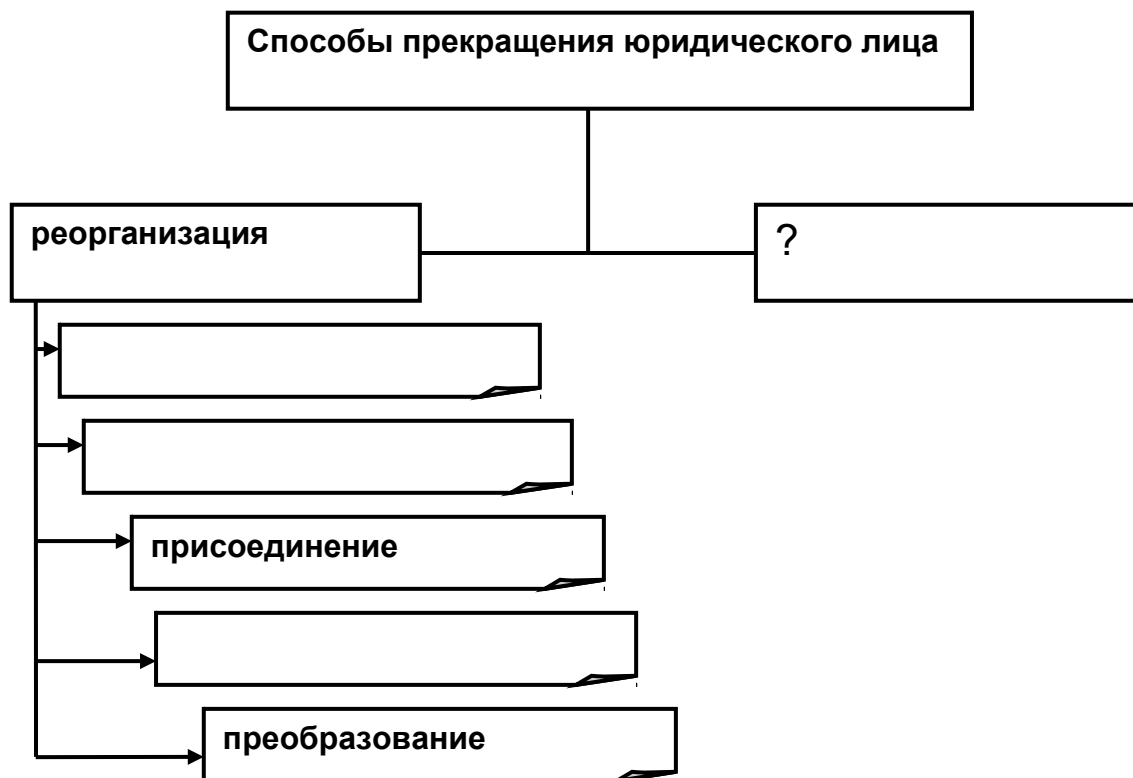 Способы прекращения юридического лица
реорганизация
?
присоединение
преобразование